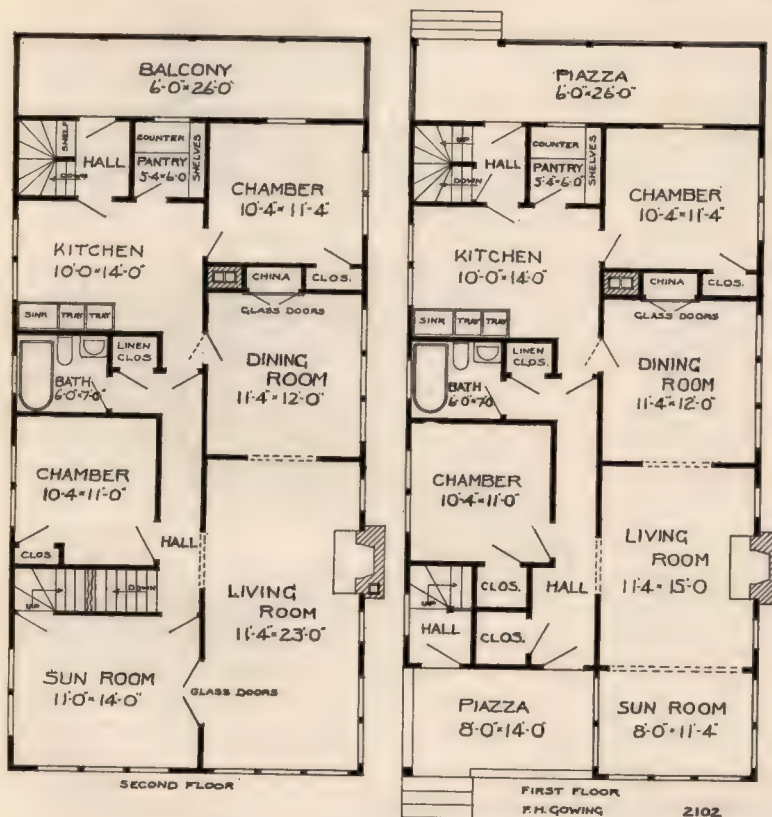 BALCONY
6'-0"×26'-0"
SHELF
DOWN
HALL
COUNTER
PANTRY
5-4×6'-0"
SHELVES
CHAMBER
10'-4"×11'-4"
KITCHEN
10'-0"×14'-0"
CHINA
CLOS.
GLASS DOORS
SINK
TRAY
TRAY
LINEN
CLOS.
BATH
6'-0"×7'-0"
DINING
ROOM
11'-4"×12'-0"
CHAMBER
10'-4"×11'-0"
CLOS.
HALL
UP
DOWN
LIVING
ROOM
11'-4"×23'-0"
SUN ROOM
11'-0"×14'-0"
GLASS DOORS
SECOND FLOOR
PIAZZA
6'-0"×26'-0"
UP
DOWN
HALL
COUNTER
PANTRY
5'-4"×6'-0"
SHELVES
CHAMBER
10'-4"×11'-4"
KITCHEN
10'-0"×14'-0"
CHINA
CLOS.
GLASS DOORS
SINK
TRAY
TRAY
LINEN
CLOS.
BATH
6'-0"×7'-0"
DINING
ROOM
11'-4"×12'-0"
CHAMBER
10'-4"×11'-0"
LIVING
ROOM
11'-4×15'-0
UP
CLOS.
HALL
HALL
CLOS.
PIAZZA
8'-0"×14'-0"
SUN ROOM
8'-0"×11'-4"
FIRST FLOOR
F.H. GOWING
2102